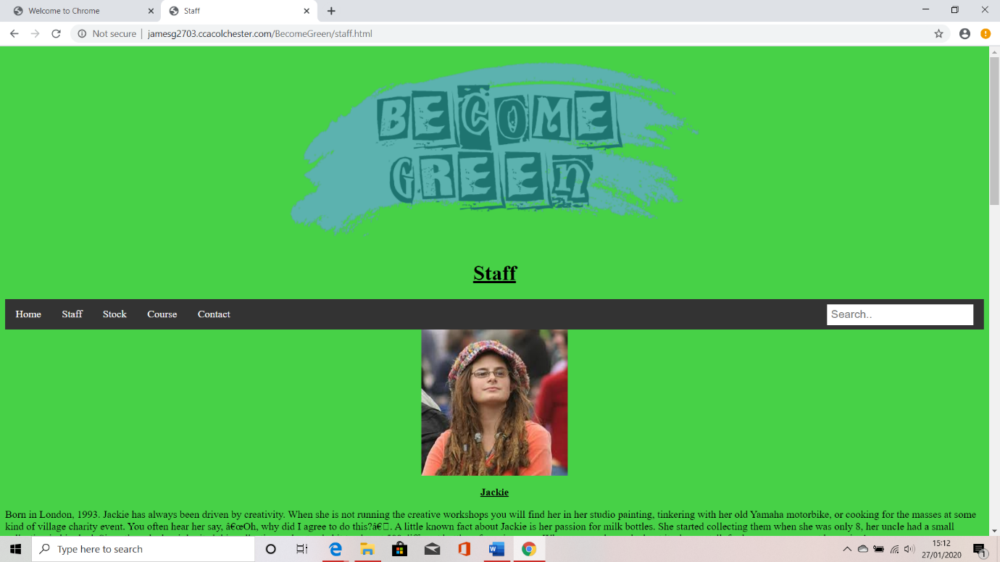 Welcome to Chrome
Staff
Not secure | jamesg2703.ccacolchester.com/BecomeGreen/staff.html
BECOME
GREEN
Staff
Home Staff Stock Course Contact Search..
Jackie
Born in London, 1993. Jackie has always been driven by creativity. When she is not running the creative workshops you will find her in her studio painting, tinkering with her old Yamaha motorbike, or cooking for the masses at some
kind of village charity event. You often hear her say, â€œOh, why did I agree to do this?â€□. A little known fact about Jackie is her passion for milk bottles. She started collecting them when she was only 8, her uncle had a small
Type here to search
15:12
27/01/2020
1